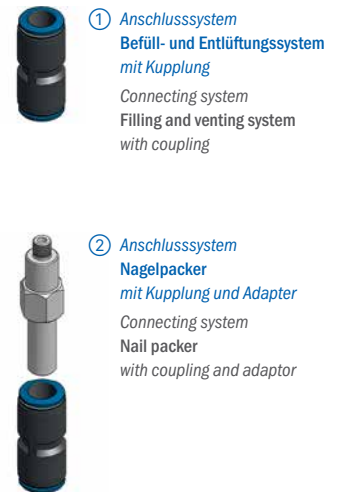 ① Anschlusssystem
Befüll- und Entlüftungssystem
mit Kupplung
Connecting system
Filling and venting system
with coupling
② Anschlusssystem
Nagelpacker
mit Kupplung und Adapter
Connecting system
Nail packer
with coupling and adaptor